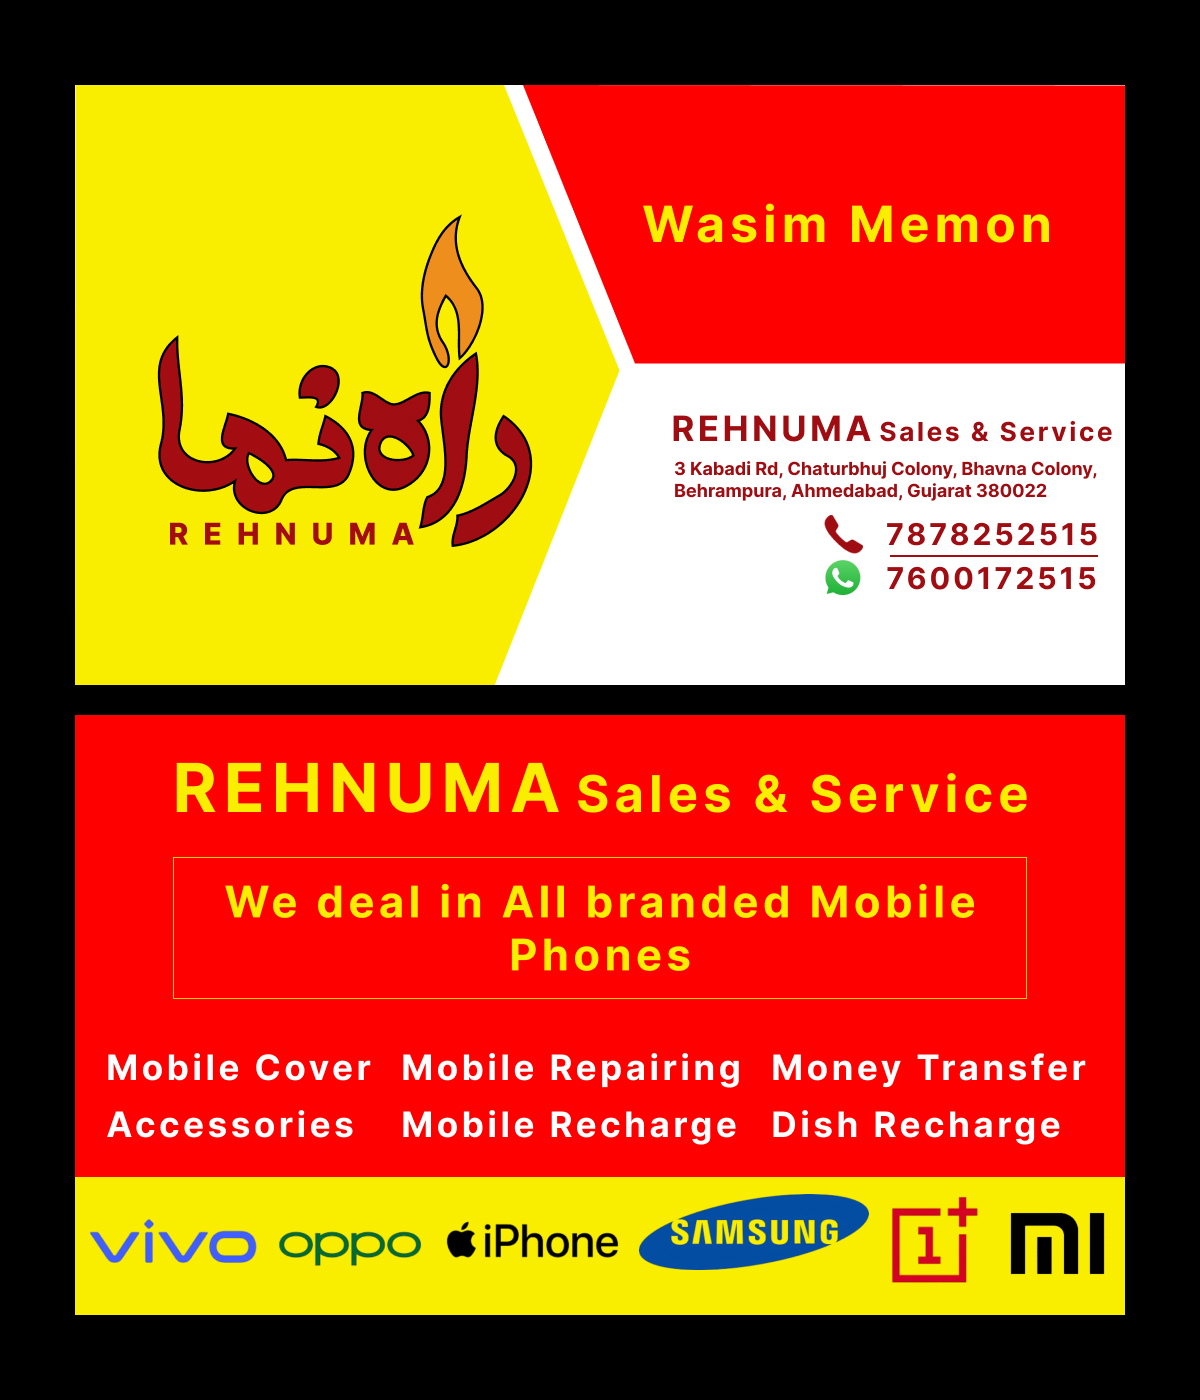 Wasim Memon
راہنما
REHNUMA
REHNUMA Sales & Service
3 Kabadi Rd, Chaturbhuj Colony, Bhavna Colony,
Behrampura, Ahmedabad, Gujarat 380022
7878252515
7600172515
REHNUMA Sales & Service
We deal in All branded Mobile
Phones
Mobile Cover Mobile Repairing Money Transfer
Accessories Mobile Recharge Dish Recharge
vivo oppo iPhone SAMSUNG 1+ MI